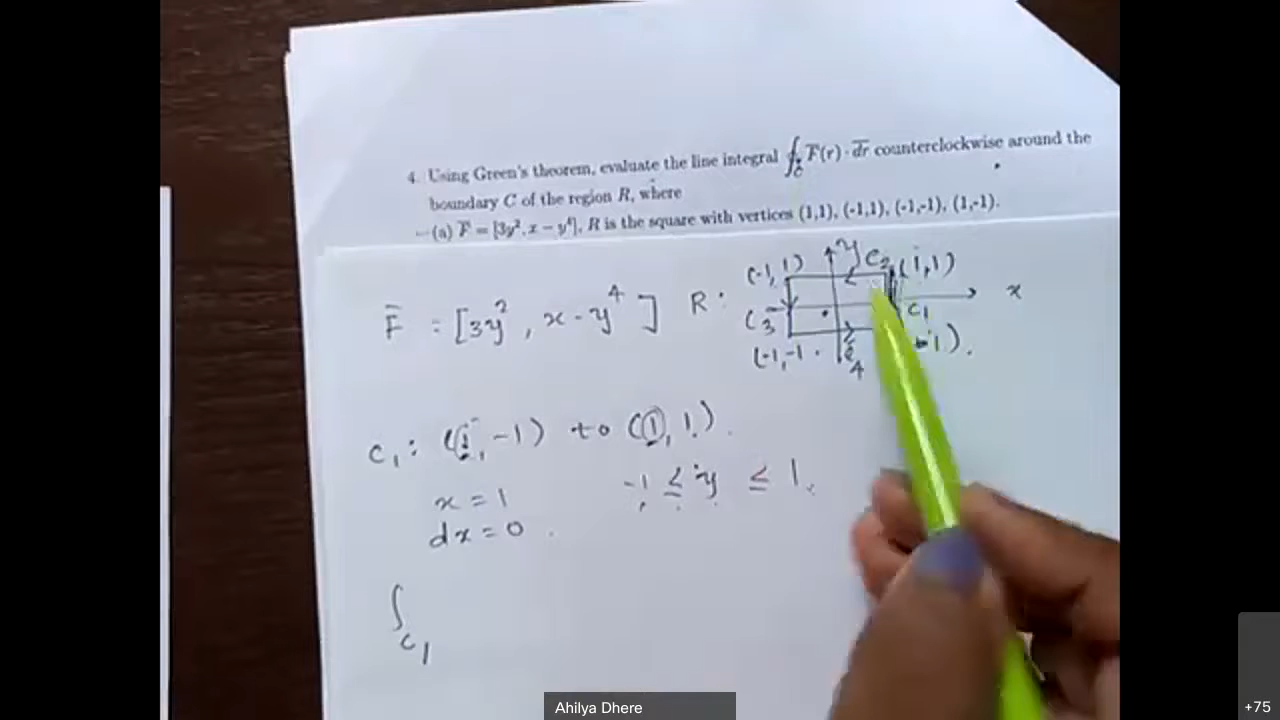 4. Using Green's theorem, evaluate the line integral ∮_C F̅(r) · d̅r̅ counterclockwise around the
boundary C of the region R, where
(a) F̅ = [3y², x − y⁴], R is the square with vertices (1,1), (-1,1), (-1,-1), (1,-1).
F̅ = [3y², x - y⁴] R :
(-1, 1) y C₂ (1, 1)
x
C₃ C₁
(-1, -1 C₄ -1).
C₁ : (1, -1) to (1, 1).
x = 1 -1 ≤ y ≤ 1.
dx = 0.
∫_C₁
Ahilya Dhere
+75